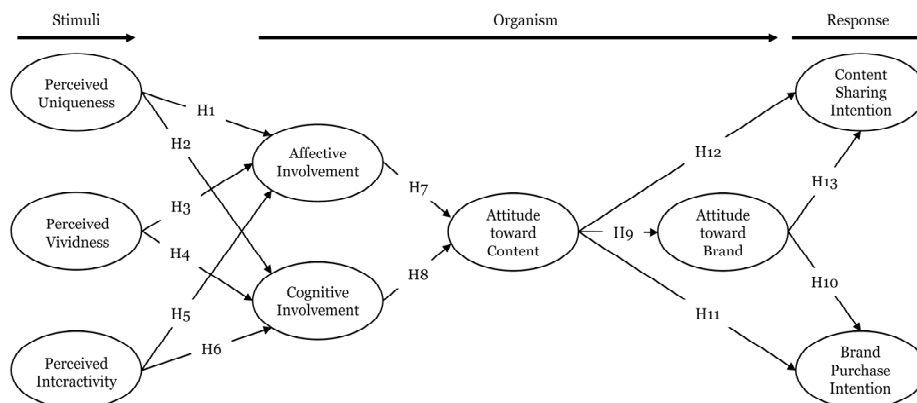 Stimuli
Organism
Response
Perceived
Uniqueness
Content
Sharing
Intention
H1
H2
Affective
Involvement
H12
H7
H13
H3
Perceived
Vividness
Attitude
toward
Content
H9
Attitude
toward
Brand
H4
H8
H10
Cognitive
Involvement
H5
H11
H6
Perceived
Interactivity
Brand
Purchase
Intention